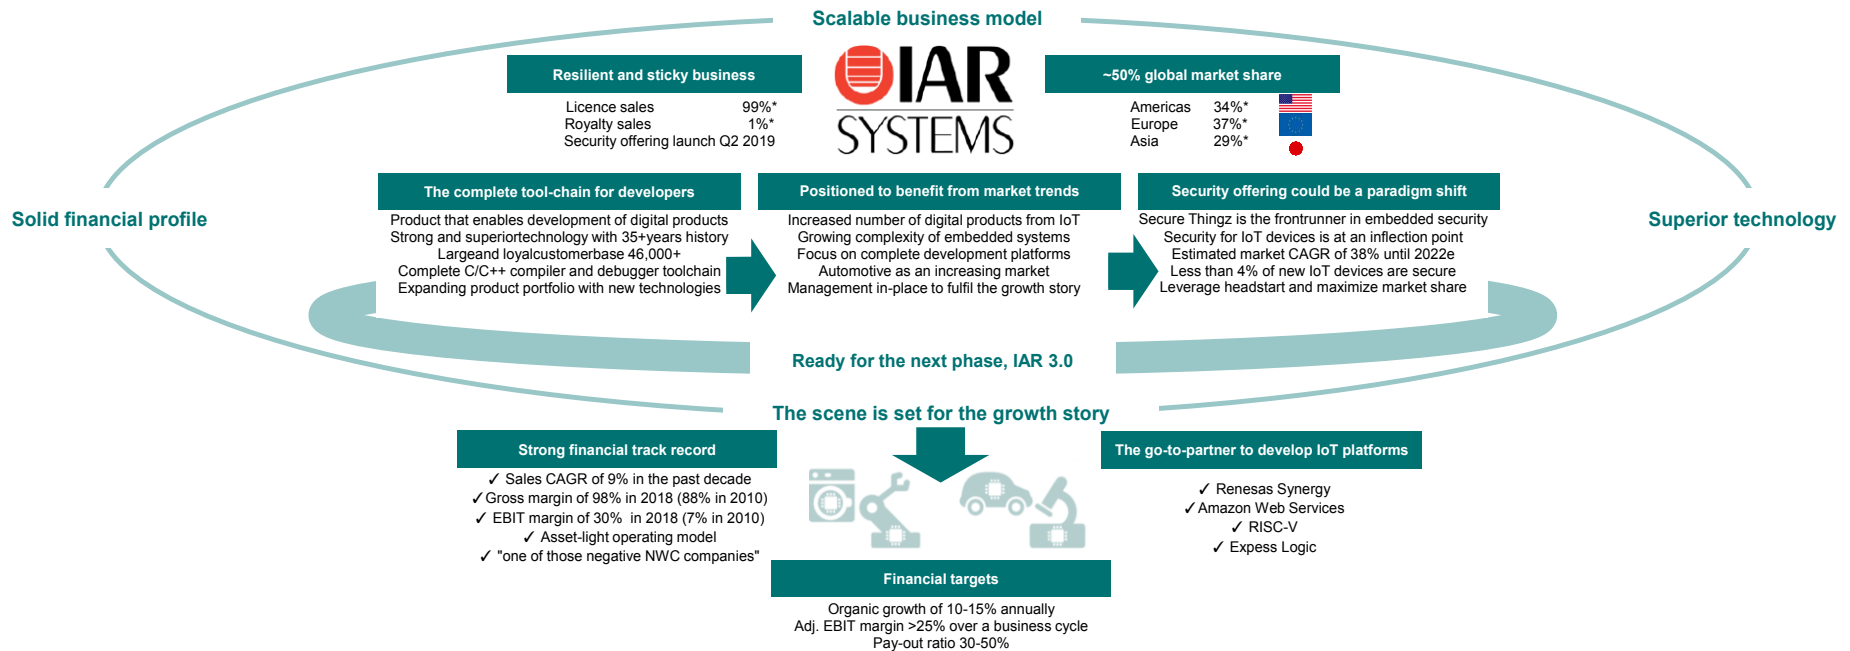 Scalable business model
Resilient and sticky business
Licence sales 99%*
Royalty sales 1%*
Security offering launch Q2 2019
IAR
SYSTEMS
~50% global market share
Americas 34%*
Europe 37%*
Asia 29%*
Solid financial profile
Superior technology
The complete tool-chain for developers
Product that enables development of digital products
Strong and superiortechnology with 35+years history
Largeand loyalcustomerbase 46,000+
Complete C/C++ compiler and debugger toolchain
Expanding product portfolio with new technologies
Positioned to benefit from market trends
Increased number of digital products from IoT
Growing complexity of embedded systems
Focus on complete development platforms
Automotive as an increasing market
Management in-place to fulfil the growth story
Security offering could be a paradigm shift
Secure Thingz is the frontrunner in embedded security
Security for IoT devices is at an inflection point
Estimated market CAGR of 38% until 2022e
Less than 4% of new IoT devices are secure
Leverage headstart and maximize market share
Ready for the next phase, IAR 3.0
The scene is set for the growth story
Strong financial track record
✓ Sales CAGR of 9% in the past decade
✓Gross margin of 98% in 2018 (88% in 2010)
✓ EBIT margin of 30% in 2018 (7% in 2010)
✓ Asset-light operating model
✓ "one of those negative NWC companies"
The go-to-partner to develop IoT platforms
✓ Renesas Synergy
✓Amazon Web Services
✓ RISC-V
✓ Expess Logic
Financial targets
Organic growth of 10-15% annually
Adj. EBIT margin >25% over a business cycle
Pay-out ratio 30-50%